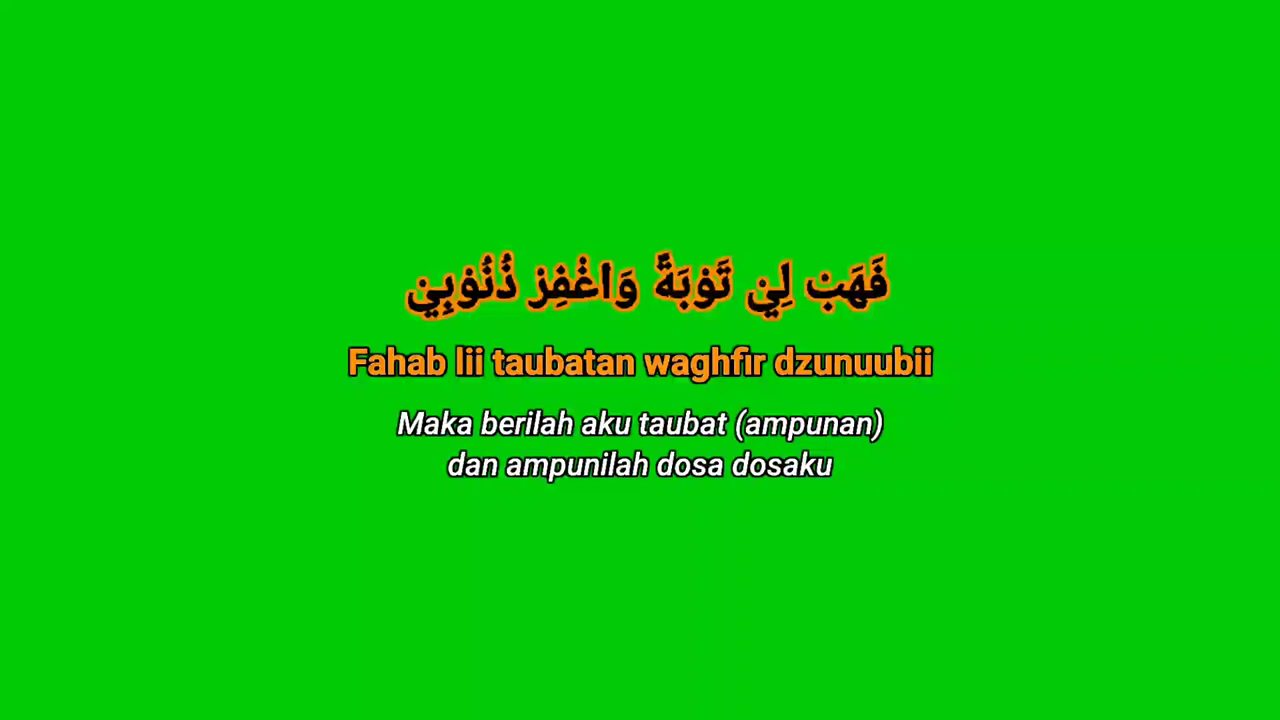 فَهَبْ لِيْ تَوْبَةً وَاغْفِرْ ذُنُوْبِيْ
Fahab lii taubatan waghfir dzunuubii
Maka berilah aku taubat (ampunan)
dan ampunilah dosa dosaku